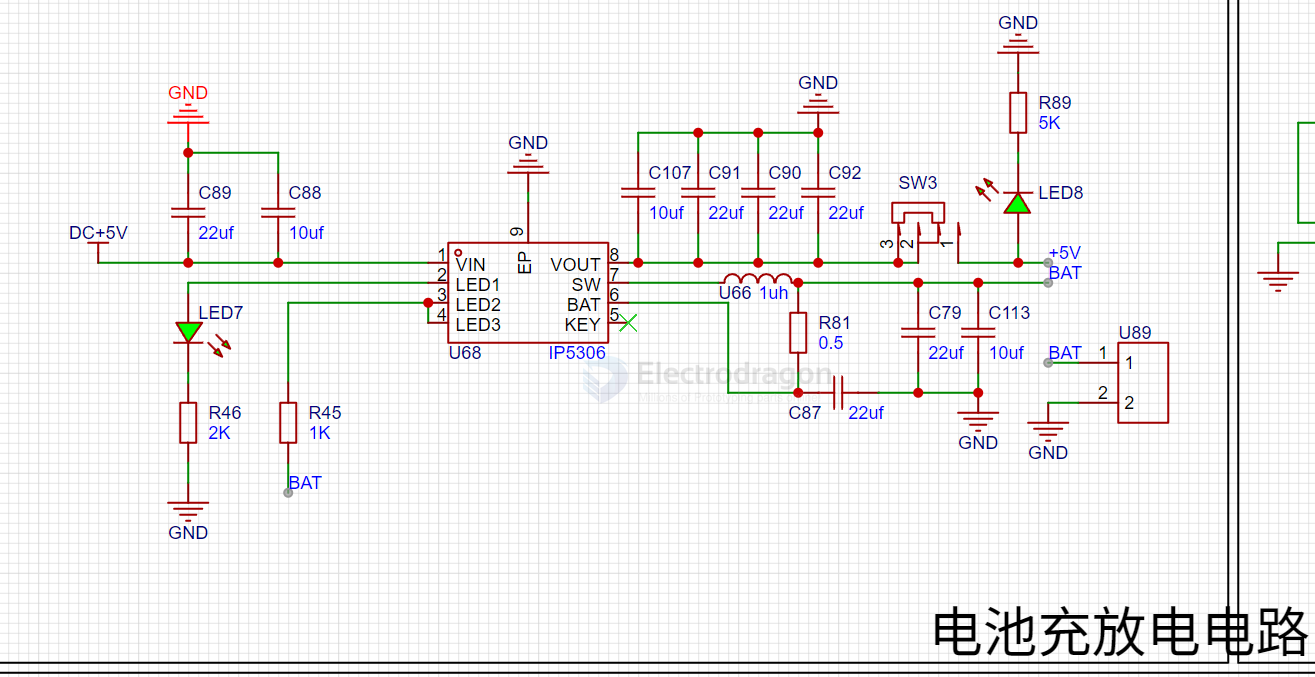 GND
GND
R89
5K
GND
GND
C107
10uf
C91
22uf
C90
22uf
C92
22uf
SW3
LED8
C89
22uf
C88
10uf
DC+5V
9
EP
3
2
1
+5V
BAT
1
2
3
4
VIN
LED1
LED2
LED3
VOUT
SW
BAT
KEY
8
7
6
5
U68
IP5306
U66 1uh
LED7
R81
0.5
C79
22uf
C113
10uf
U89
BAT
1
1
2
2
Electrodragon
R46
2K
R45
1K
C87
22uf
GND
GND
BAT
GND
电池充放电电路